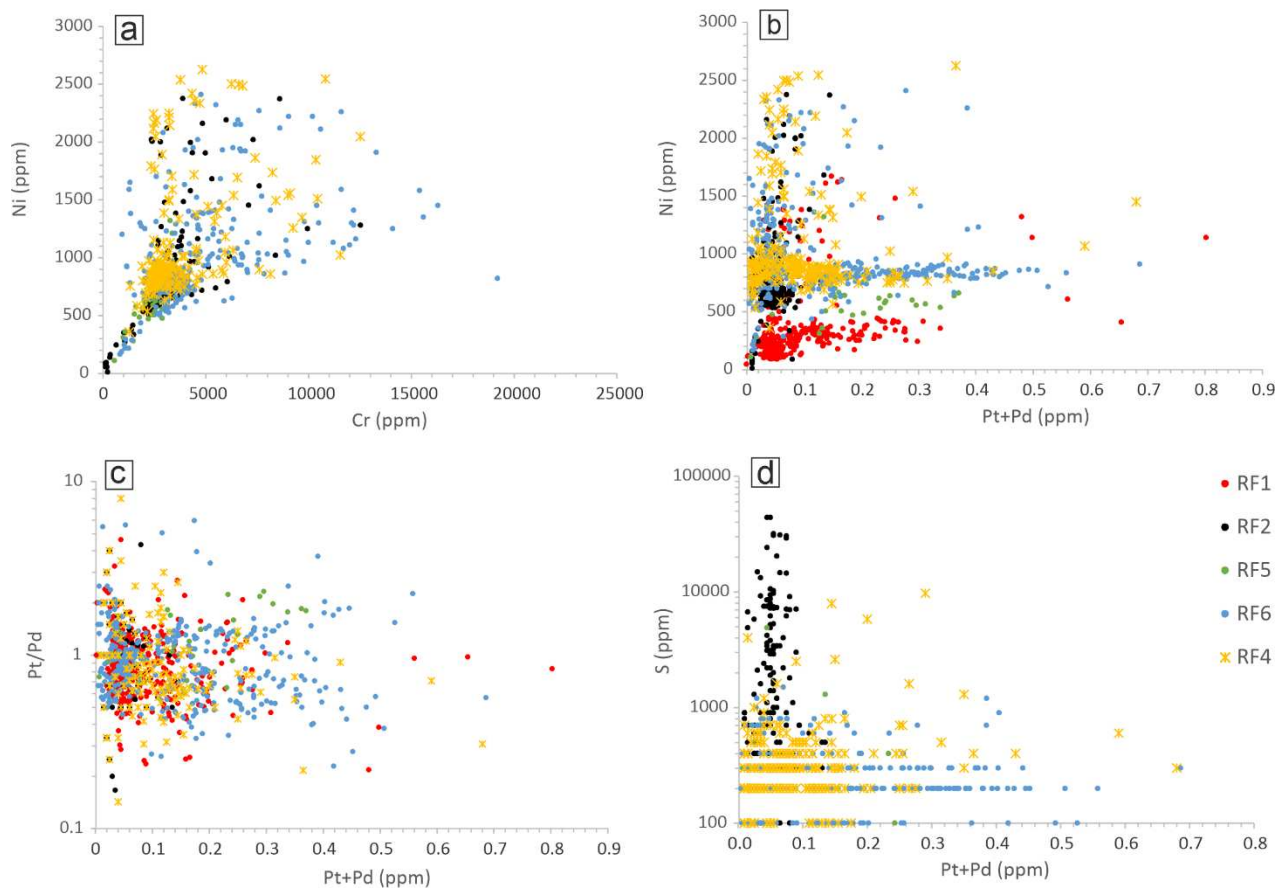 a
3000
2500
2000
1500
1000
500
0
Ni (ppm)
0 5000 10000 15000 20000 25000
Cr (ppm)
b
3000
2500
2000
1500
1000
500
0
Ni (ppm)
0 0.1 0.2 0.3 0.4 0.5 0.6 0.7 0.8 0.9
Pt+Pd (ppm)
c
10
1
0.1
Pt/Pd
0 0.1 0.2 0.3 0.4 0.5 0.6 0.7 0.8 0.9
Pt+Pd (ppm)
d
100000
10000
1000
100
S (ppm)
0.0 0.1 0.2 0.3 0.4 0.5 0.6 0.7 0.8
Pt+Pd (ppm)
RF1
RF2
RF5
RF6
RF4